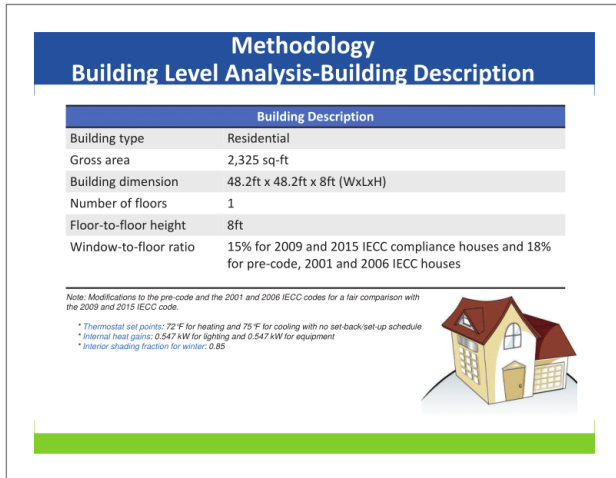 Methodology
Building Level Analysis-Building Description
Building Description
Building type Residential
Gross area 2,325 sq-ft
Building dimension 48.2ft x 48.2ft x 8ft (WxLxH)
Number of floors 1
Floor-to-floor height 8ft
Window-to-floor ratio 15% for 2009 and 2015 IECC compliance houses and 18%
for pre-code, 2001 and 2006 IECC houses
Note: Modifications to the pre-code and the 2001 and 2006 IECC codes for a fair comparison with
the 2009 and 2015 IECC code.
* Thermostat set points: 72°F for heating and 75°F for cooling with no set-back/set-up schedule
* Internal heat gains: 0.547 kW for lighting and 0.547 kW for equipment
* Interior shading fraction for winter: 0.85